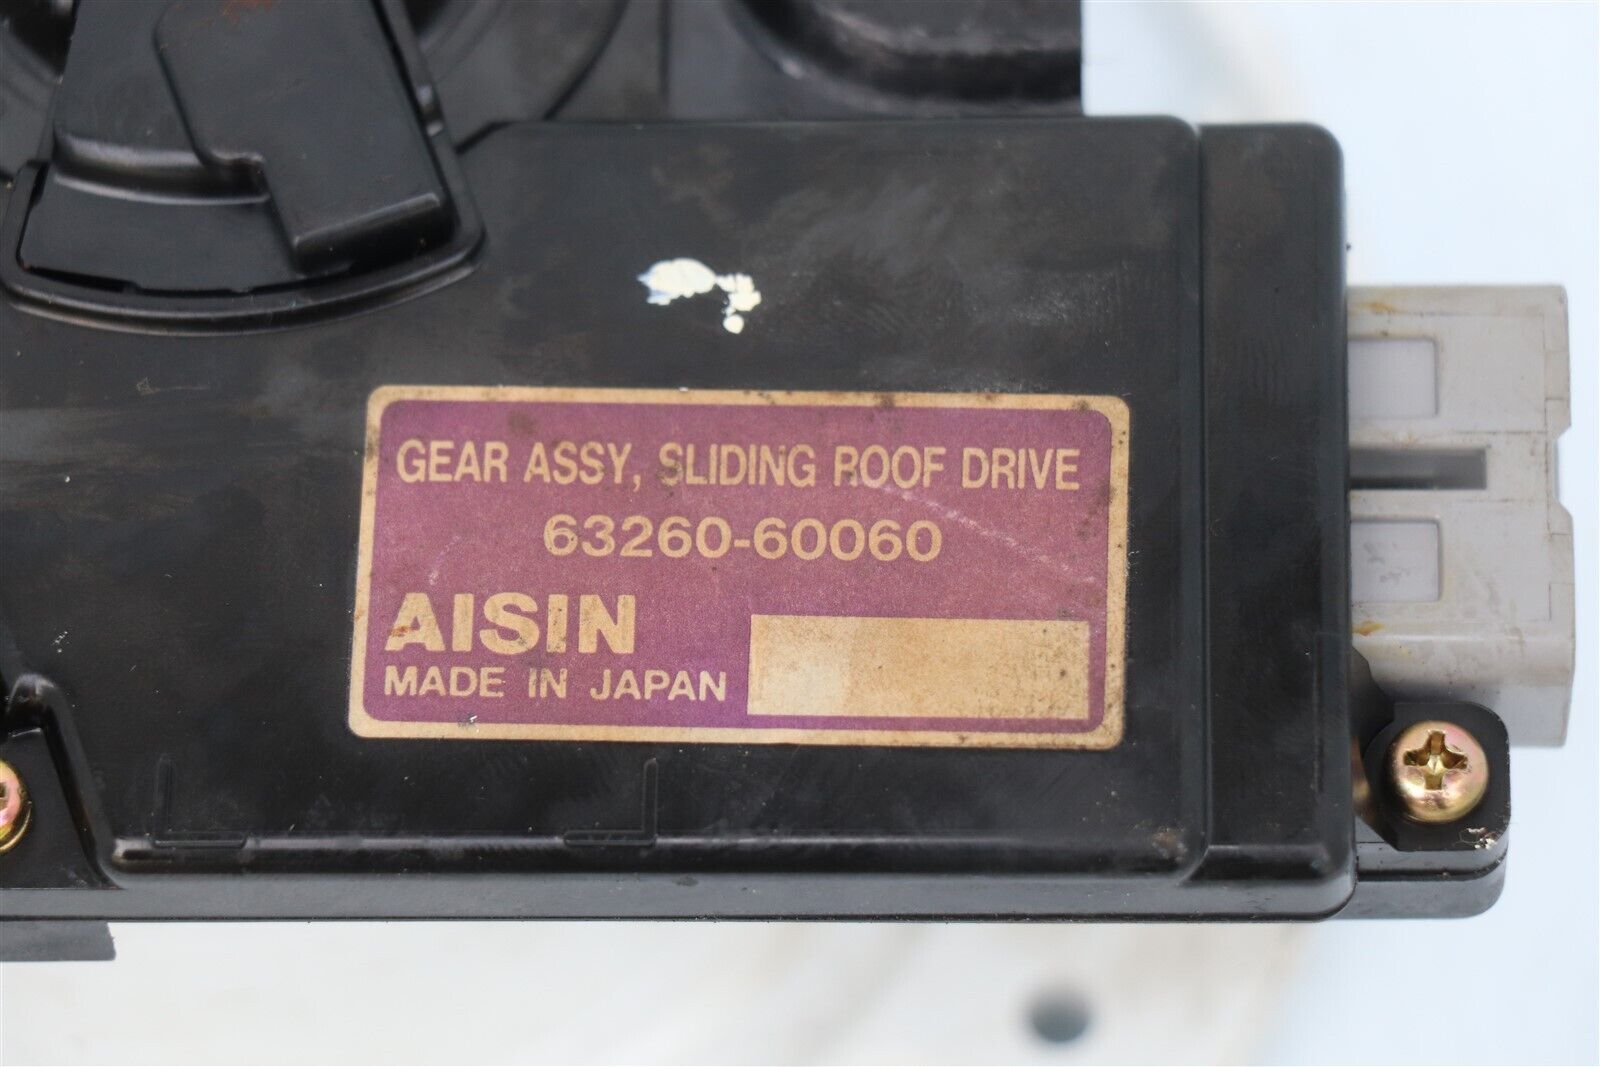 GEAR ASSY, SLIDING ROOF DRIVE
63260-60060
AISIN
MADE IN JAPAN